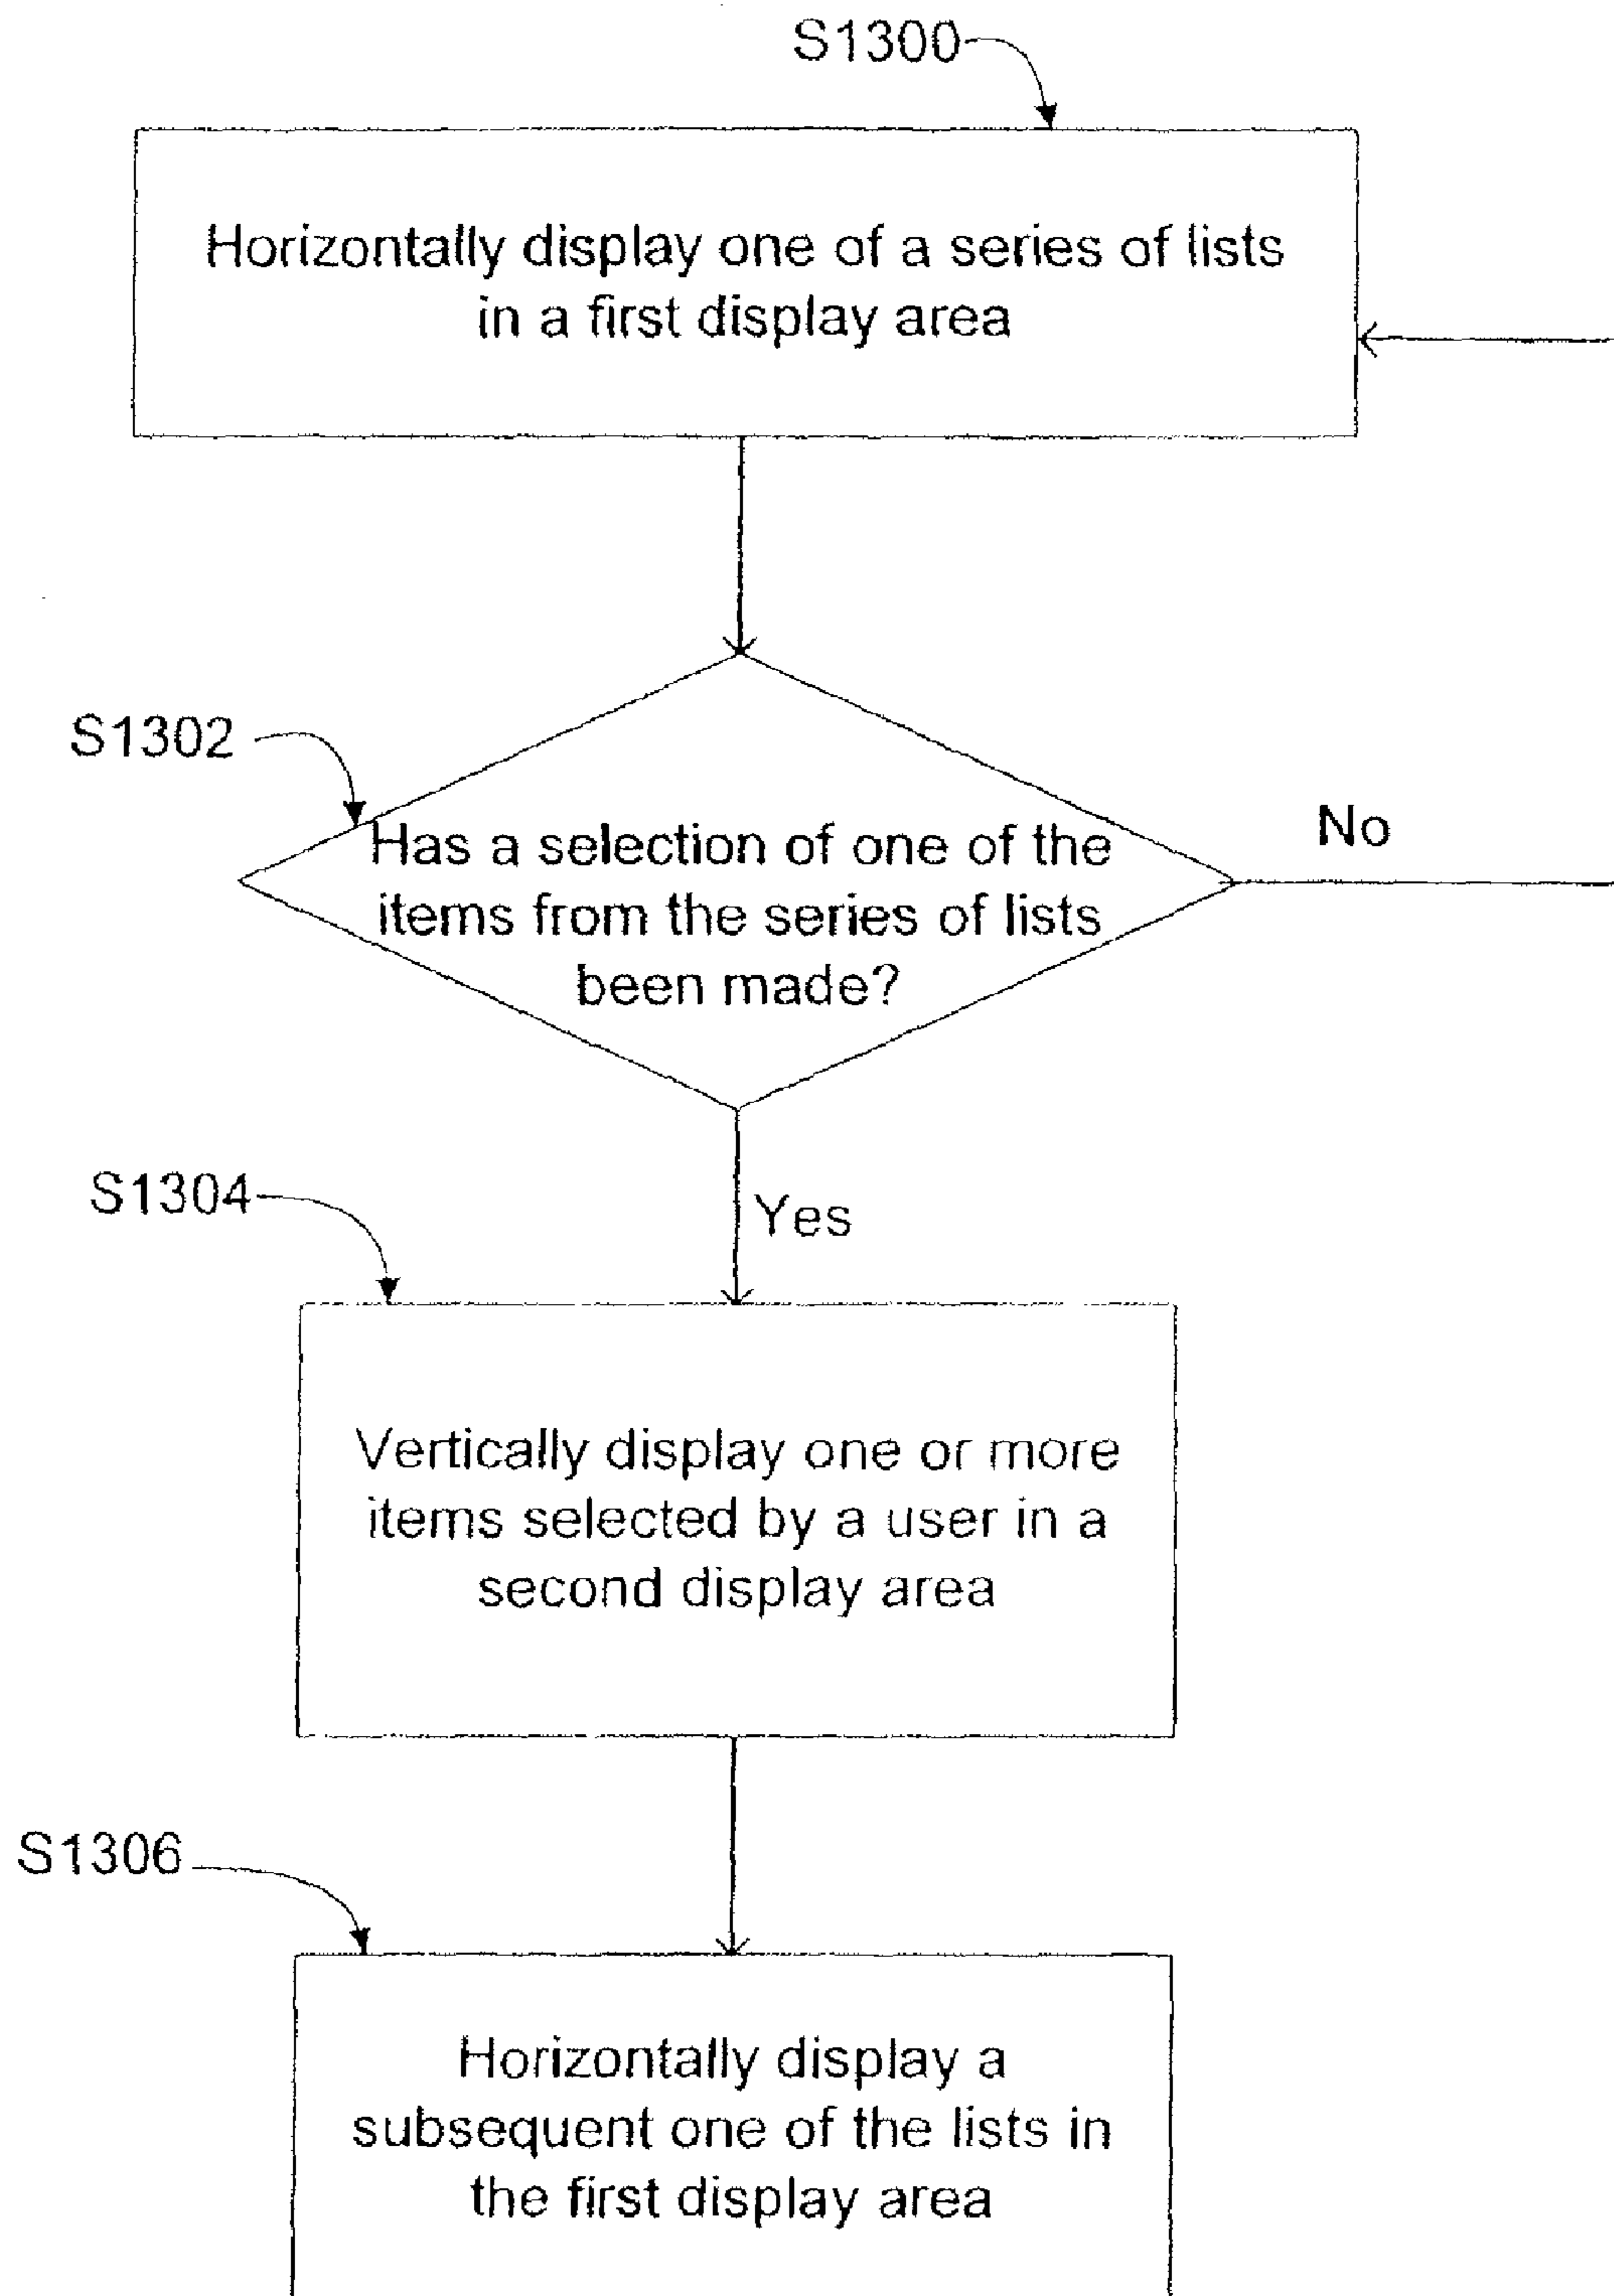 S1300
Horizontally display one of a series of lists
in a first display area
S1302
Has a selection of one of the
items from the series of lists
been made?
No
Yes
S1304
Vertically display one or more
items selected by a user in a
second display area
S1306
Horizontally display a
subsequent one of the lists in
the first display area